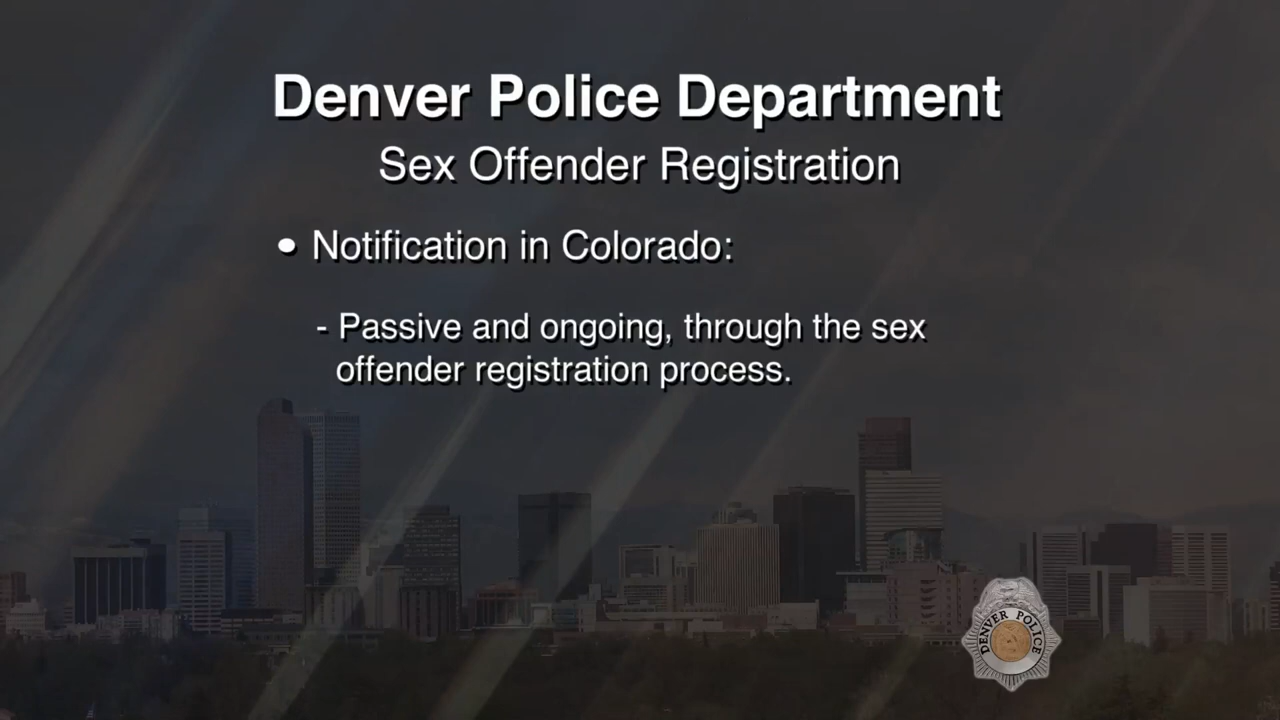 Denver Police Department
Sex Offender Registration
• Notification in Colorado:
- Passive and ongoing, through the sex
offender registration process.
DENVER POLICE